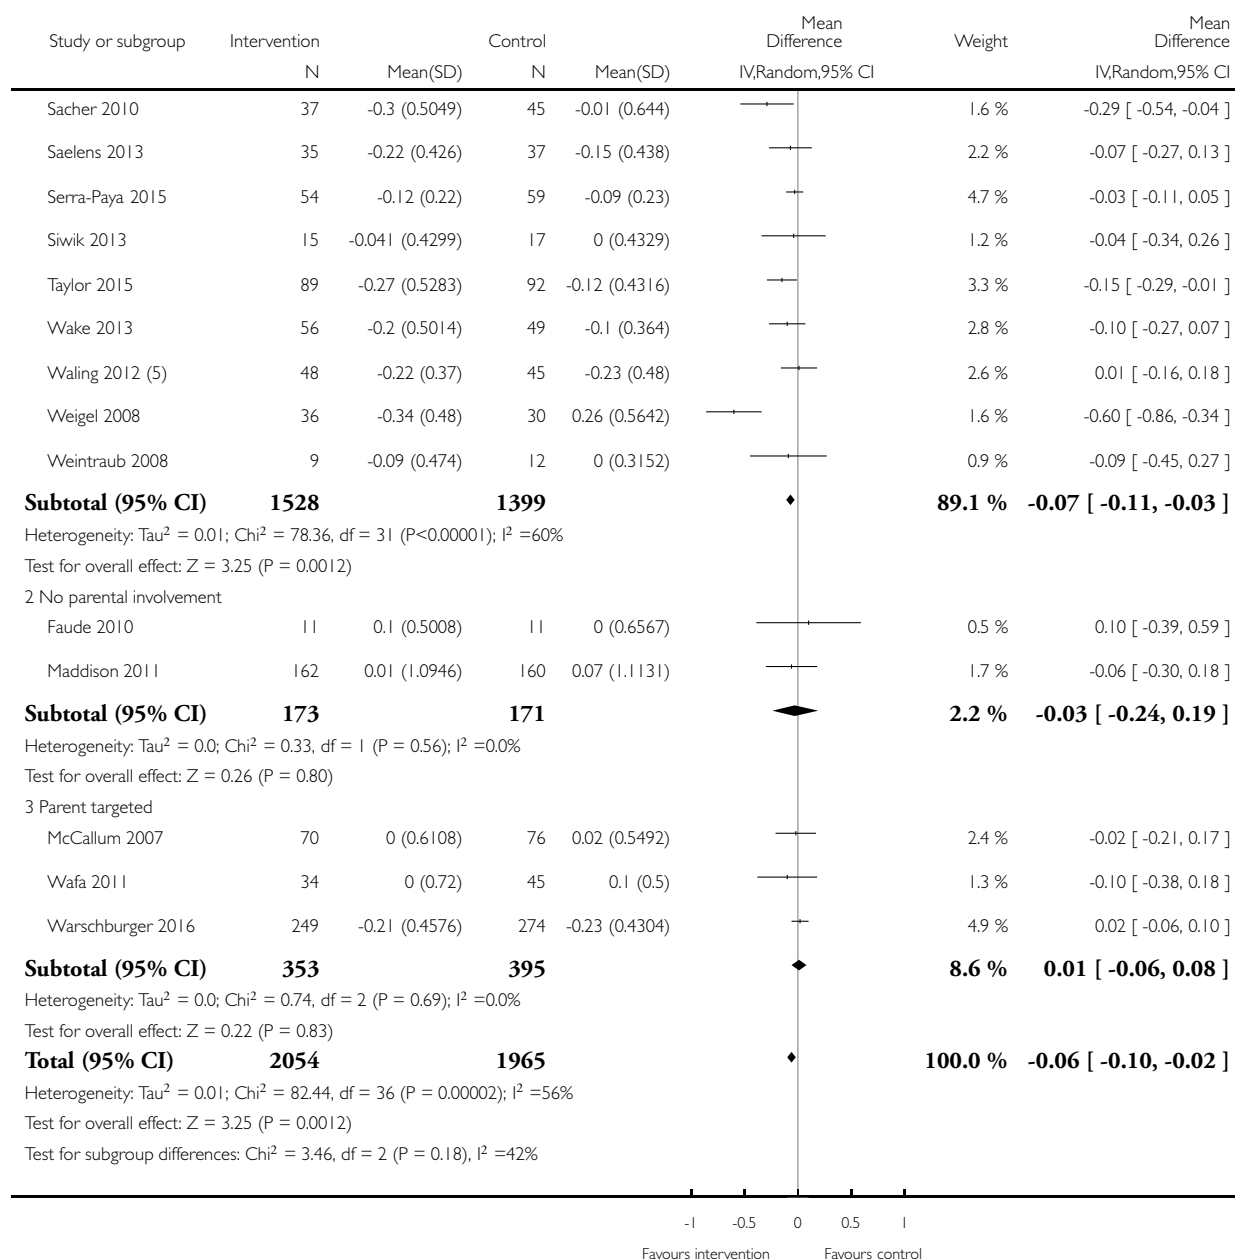 Study or subgroup Intervention Control Mean Difference Weight Mean Difference
N Mean(SD) N Mean(SD) IV,Random,95% CI IV,Random,95% CI
Sacher 2010 37 -0.3 (0.5049) 45 -0.01 (0.644) 1.6 % -0.29 [ -0.54, -0.04 ]
Saelens 2013 35 -0.22 (0.426) 37 -0.15 (0.438) 2.2 % -0.07 [ -0.27, 0.13 ]
Serra-Paya 2015 54 -0.12 (0.22) 59 -0.09 (0.23) 4.7 % -0.03 [ -0.11, 0.05 ]
Siwik 2013 15 -0.041 (0.4299) 17 0 (0.4329) 1.2 % -0.04 [ -0.34, 0.26 ]
Taylor 2015 89 -0.27 (0.5283) 92 -0.12 (0.4316) 3.3 % -0.15 [ -0.29, -0.01 ]
Wake 2013 56 -0.2 (0.5014) 49 -0.1 (0.364) 2.8 % -0.10 [ -0.27, 0.07 ]
Waling 2012 (5) 48 -0.22 (0.37) 45 -0.23 (0.48) 2.6 % 0.01 [ -0.16, 0.18 ]
Weigel 2008 36 -0.34 (0.48) 30 0.26 (0.5642) 1.6 % -0.60 [ -0.86, -0.34 ]
Weintraub 2008 9 -0.09 (0.474) 12 0 (0.3152) 0.9 % -0.09 [ -0.45, 0.27 ]
Subtotal (95% CI) 1528 1399 89.1 % -0.07 [ -0.11, -0.03 ]
Heterogeneity: Tau² = 0.01; Chi² = 78.36, df = 31 (P<0.00001); I² =60%
Test for overall effect: Z = 3.25 (P = 0.0012)
2 No parental involvement
Faude 2010 11 0.1 (0.5008) 11 0 (0.6567) 0.5 % 0.10 [ -0.39, 0.59 ]
Maddison 2011 162 0.01 (1.0946) 160 0.07 (1.1131) 1.7 % -0.06 [ -0.30, 0.18 ]
Subtotal (95% CI) 173 171 2.2 % -0.03 [ -0.24, 0.19 ]
Heterogeneity: Tau² = 0.0; Chi² = 0.33, df = 1 (P = 0.56); I² =0.0%
Test for overall effect: Z = 0.26 (P = 0.80)
3 Parent targeted
McCallum 2007 70 0 (0.6108) 76 0.02 (0.5492) 2.4 % -0.02 [ -0.21, 0.17 ]
Wafa 2011 34 0 (0.72) 45 0.1 (0.5) 1.3 % -0.10 [ -0.38, 0.18 ]
Warschburger 2016 249 -0.21 (0.4576) 274 -0.23 (0.4304) 4.9 % 0.02 [ -0.06, 0.10 ]
Subtotal (95% CI) 353 395 8.6 % 0.01 [ -0.06, 0.08 ]
Heterogeneity: Tau² = 0.0; Chi² = 0.74, df = 2 (P = 0.69); I² =0.0%
Test for overall effect: Z = 0.22 (P = 0.83)
Total (95% CI) 2054 1965 100.0 % -0.06 [ -0.10, -0.02 ]
Heterogeneity: Tau² = 0.01; Chi² = 82.44, df = 36 (P = 0.00002); I² =56%
Test for overall effect: Z = 3.25 (P = 0.0012)
Test for subgroup differences: Chi² = 3.46, df = 2 (P = 0.18), I² =42%
-1 -0.5 0 0.5 1
Favours intervention Favours control